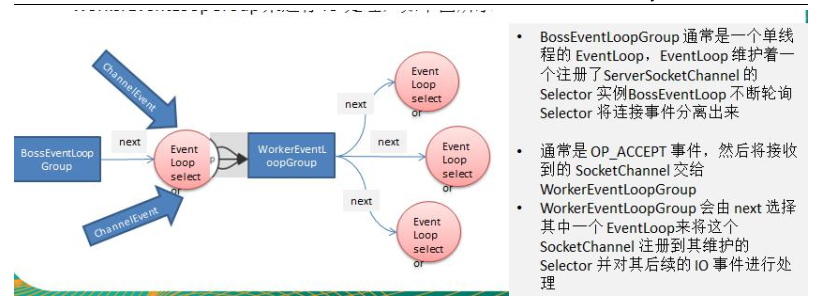 ChannelEvent
BossEventLoop
Group
next
Event
Loop
select
or
ChannelEvent
WorkerEventL
oopGroup
next
next
next
Event
Loop
select
or
Event
Loop
select
or
Event
Loop
select
or
• BossEventLoopGroup 通常是一个单线
程的 EventLoop，EventLoop 维护着一
个注册了ServerSocketChannel 的
Selector 实例BossEventLoop 不断轮询
Selector 将连接事件分离出来
• 通常是 OP_ACCEPT 事件，然后将接收
到的 SocketChannel 交给
WorkerEventLoopGroup
• WorkerEventLoopGroup 会由 next 选择
其中一个 EventLoop来将这个
SocketChannel 注册到其维护的
Selector 并对其后续的 IO 事件进行处
理